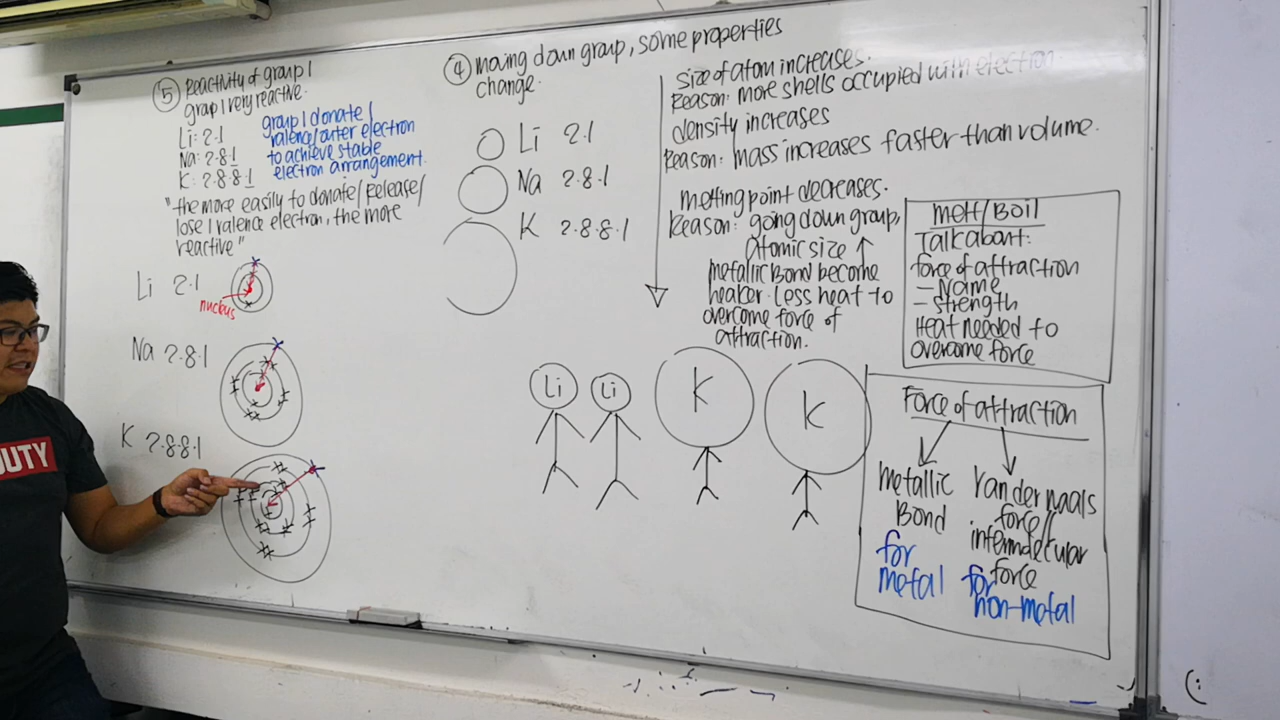 ⑤ Reactivity of group 1
group 1 very reactive.
Li: 2.1
Na: 2.8.1
K: 2.8.8.1
group 1 donate 1
valence/outer electron
to achieve stable
electron arrangement.
"the more easily to donate/release/
lose 1 valence electron, the more
reactive"
Li 2.1
nucleus
Na 2.8.1
K 2.8.8.1
④ moving down group, some properties
change.
Li 2.1
Na 2.8.1
K 2.8.8.1
size of atom increases.
Reason: more shells occupied with electron.
density increases
Reason: mass increases faster than volume.
melting point decreases.
Reason: going down group,
atomic size ↑
metallic Bond become
weaker. Less heat to
overcome force of
attraction.
Li Li K K
melt/Boil
Talk about:
force of attraction
- Name
- strength
Heat needed to
overcome force
Force of attraction
metallic
Bond
for
metal
Van der Waals
force//
intermolecular
force
for
non-metal
DUTY
(: